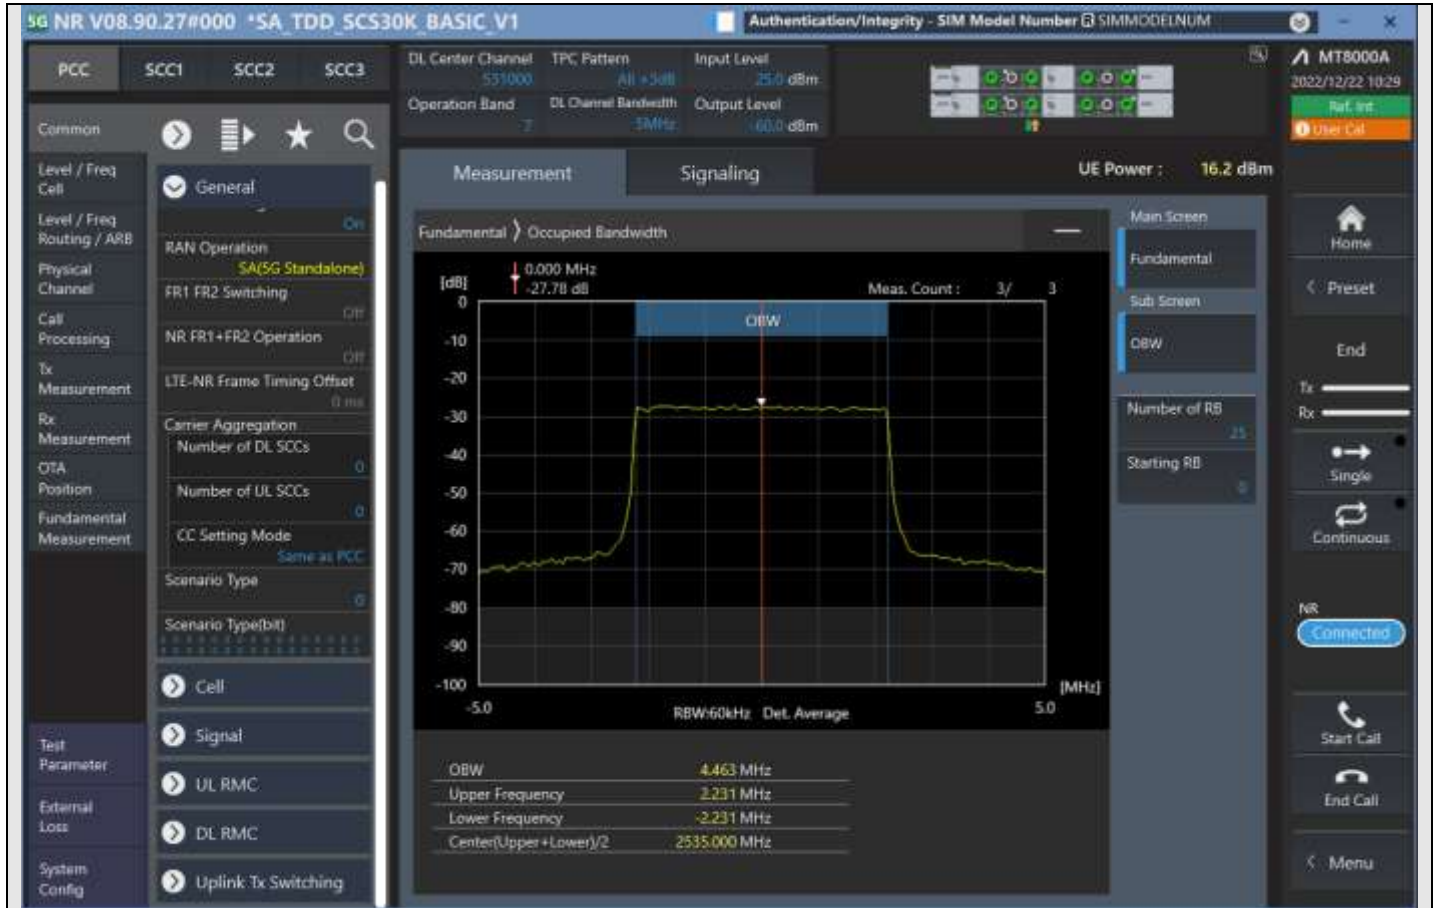 5G NR V08.90.27#000 *SA_TDD_SCS30K_BASIC_V1
Authentication/Integrity - SIM Model Number SIMMODELNUM
PCC SCC1 SCC2 SCC3
DL Center Channel 531000
TPC Pattern All +3dB
Input Level 25.0 dBm
Operation Band 7
DL Channel Bandwidth 5MHz
Output Level -60.0 dBm
MT8000A
2022/12/22 10:29
Ref. Int.
User Cal
Common
Level / Freq
Cell
Level / Freq
Routing / ARB
Physical
Channel
Call
Processing
Tx
Measurement
Rx
Measurement
OTA
Position
Fundamental
Measurement
Test
Parameter
External
Loss
System
Config
General
On
RAN Operation
SA(5G Standalone)
FR1 FR2 Switching
Off
NR FR1+FR2 Operation
Off
LTE-NR Frame Timing Offset
0 ms
Carrier Aggregation
Number of DL SCCs
0
Number of UL SCCs
0
CC Setting Mode
Same as PCC
Scenario Type
0
Scenario Type(bit)
Cell
Signal
UL RMC
DL RMC
Uplink Tx Switching
Measurement
Signaling
UE Power : 16.2 dBm
Fundamental Occupied Bandwidth
[dB]
0.000 MHz
-27.78 dB
Meas. Count : 3/ 3
OBW
0
-10
-20
-30
-40
-50
-60
-70
-80
-90
-100
[MHz]
-5.0
RBW:60kHz Det. Average
5.0
OBW 4.463 MHz
Upper Frequency 2.231 MHz
Lower Frequency -2.231 MHz
Center(Upper+Lower)/2 2535.000 MHz
Main Screen
Fundamental
Sub Screen
OBW
Number of RB
25
Starting RB
0
Home
Preset
End
Tx
Rx
Single
Continuous
NR
Connected
Start Call
End Call
Menu